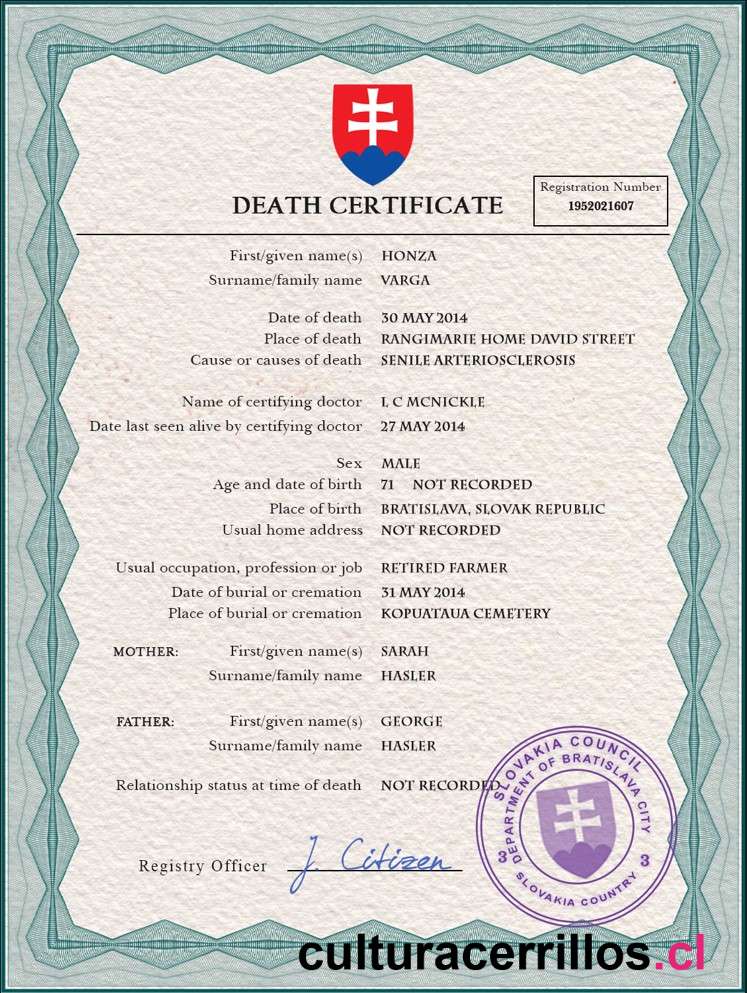 DEATH CERTIFICATE
Registration Number
1952021607
First/given name(s) HONZA
Surname/family name VARGA
Date of death 30 MAY 2014
Place of death RANGIMARIE HOME DAVID STREET
Cause or causes of death SENILE ARTERIOSCLEROSIS
Name of certifying doctor I. C MCNICKLE
Date last seen alive by certifying doctor 27 MAY 2014
Sex MALE
Age and date of birth 71 NOT RECORDED
Place of birth BRATISLAVA, SLOVAK REPUBLIC
Usual home address NOT RECORDED
Usual occupation, profession or job RETIRED FARMER
Date of burial or cremation 31 MAY 2014
Place of burial or cremation KOPUATAUA CEMETERY
MOTHER: First/given name(s) SARAH
Surname/family name HASLER
FATHER: First/given name(s) GEORGE
Surname/family name HASLER
Relationship status at time of death NOT RECORDED
Registry Officer J. Citizen
SLOVAKIA COUNCIL
DEPARTMENT OF BRATISLAVA CITY
3 3
SLOVAKIA COUNTRY
culturacerrillos.cl